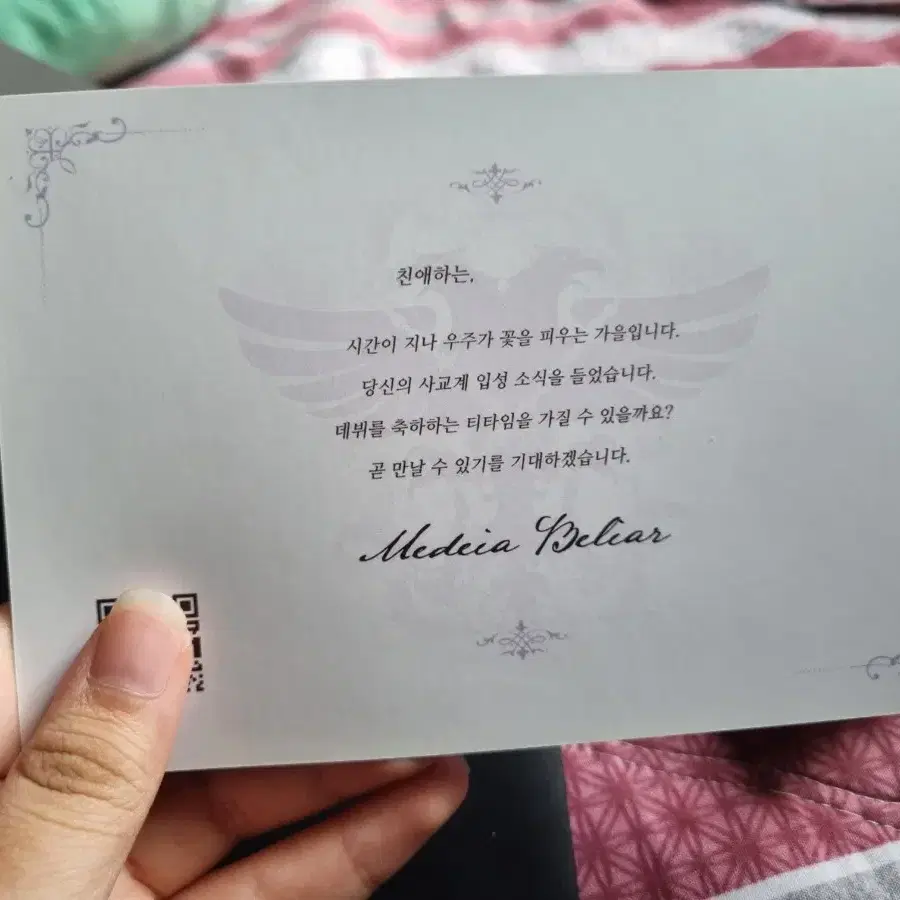 친애하는,
시간이 지나 우주가 꽃을 피우는 가을입니다.
당신의 사교계 입성 소식을 들었습니다.
데뷔를 축하하는 티타임을 가질 수 있을까요?
곧 만날 수 있기를 기대하겠습니다.
Medeia Beliar